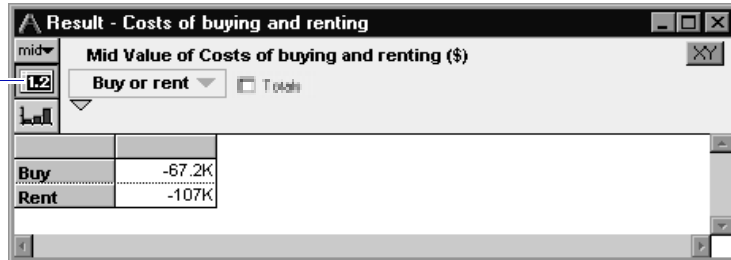 Result - Costs of buying and renting
mid
Mid Value of Costs of buying and renting ($)
XY
1.2
Buy or rent
Totals
Buy -67.2K
Rent -107K